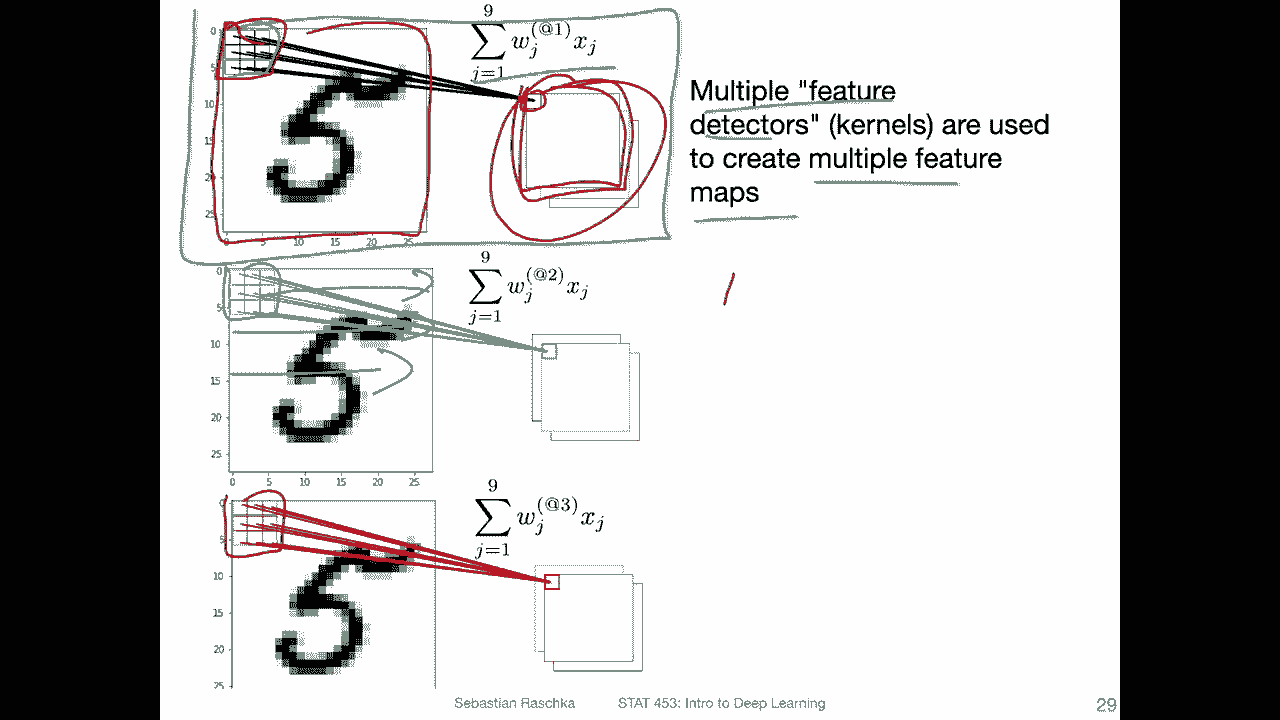 9
∑ w_j^{(@1)} x_j
j=1
Multiple "feature
detectors" (kernels) are used
to create multiple feature
maps
0
5
10
15
20
25
0 5 10 15 20 25
9
∑ w_j^{(@2)} x_j
j=1
0
5
10
15
20
25
0 5 10 15 20 25
9
∑ w_j^{(@3)} x_j
j=1
0
5
10
15
20
25
Sebastian Raschka STAT 453: Intro to Deep Learning 29